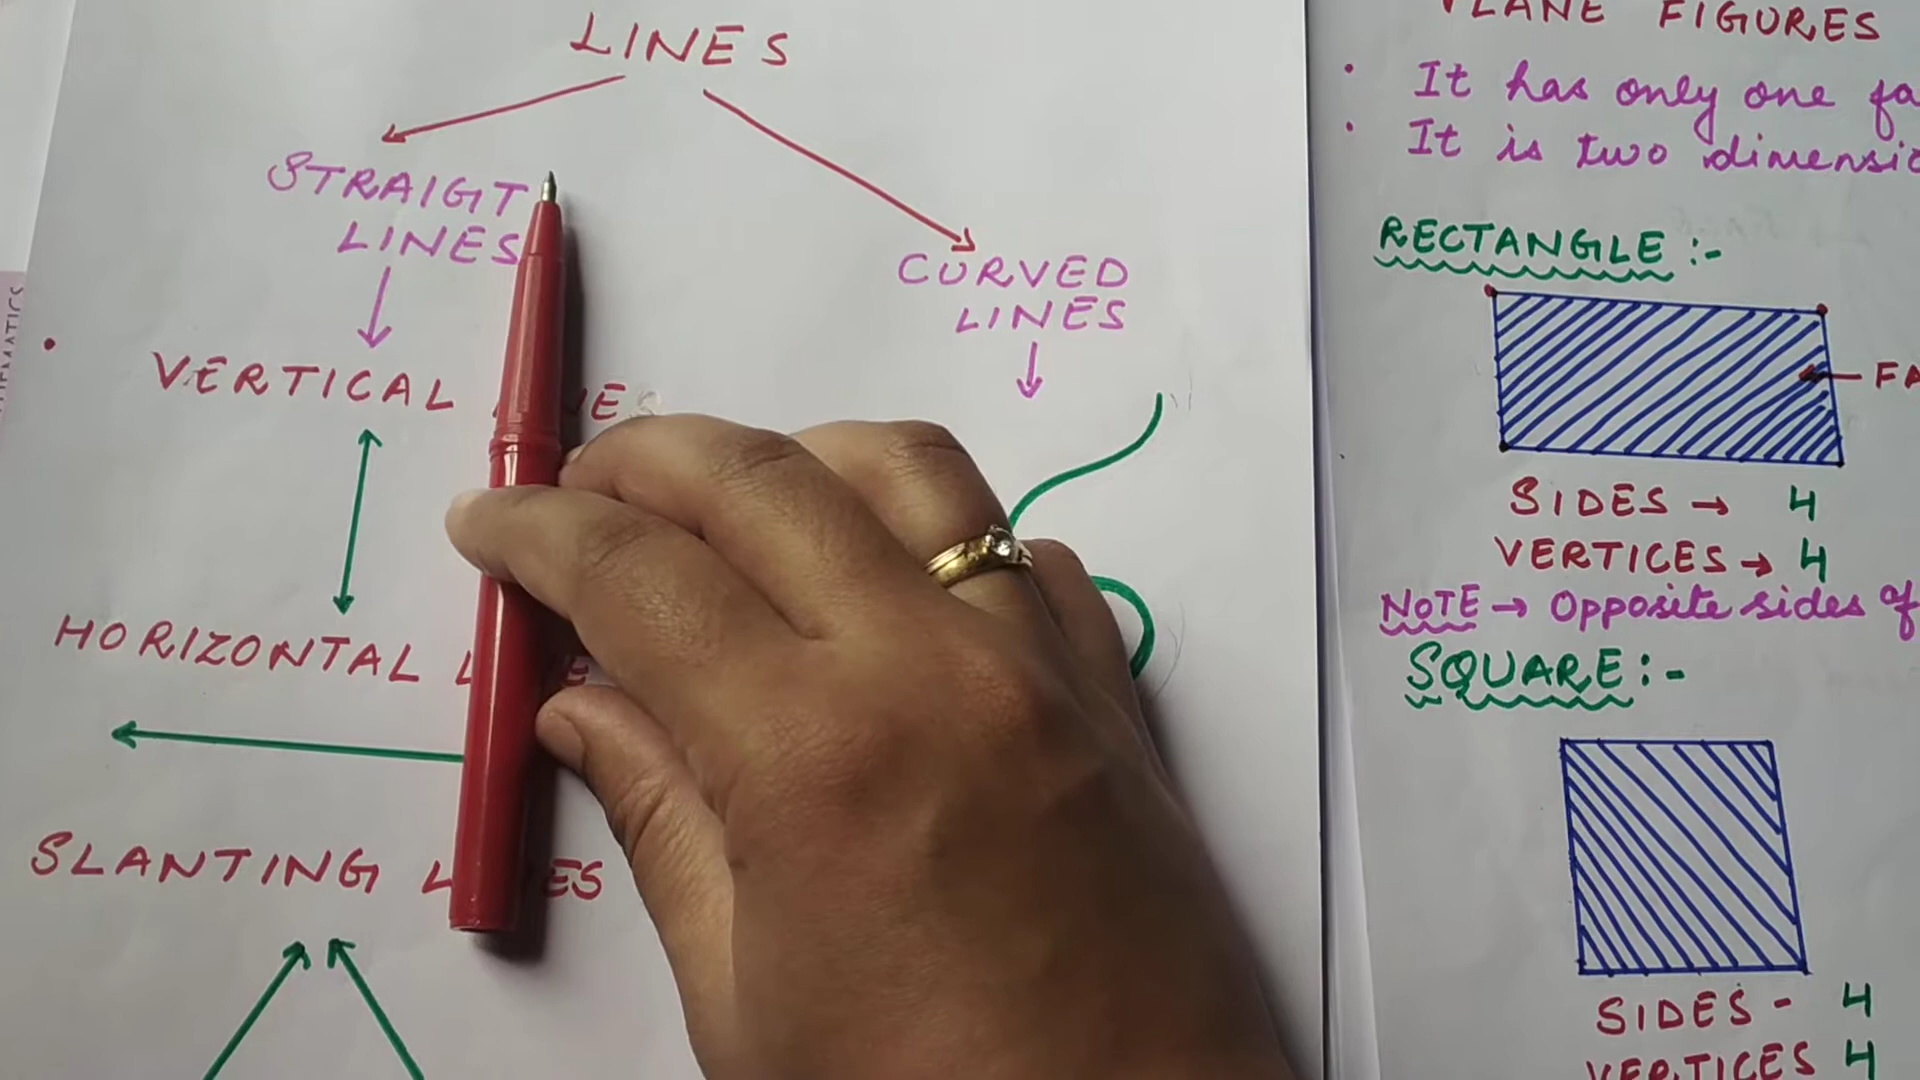 LINES
STRAIGT
LINES
CURVED
LINES
VERTICAL
HORIZONTAL
SLANTING
PLANE FIGURES
• It has only one
• It is two
RECTANGLE :-
SIDES → 4
VERTICES → 4
NOTE → Opposite sides of
SQUARE :-
SIDES - 4
VERTICES 4